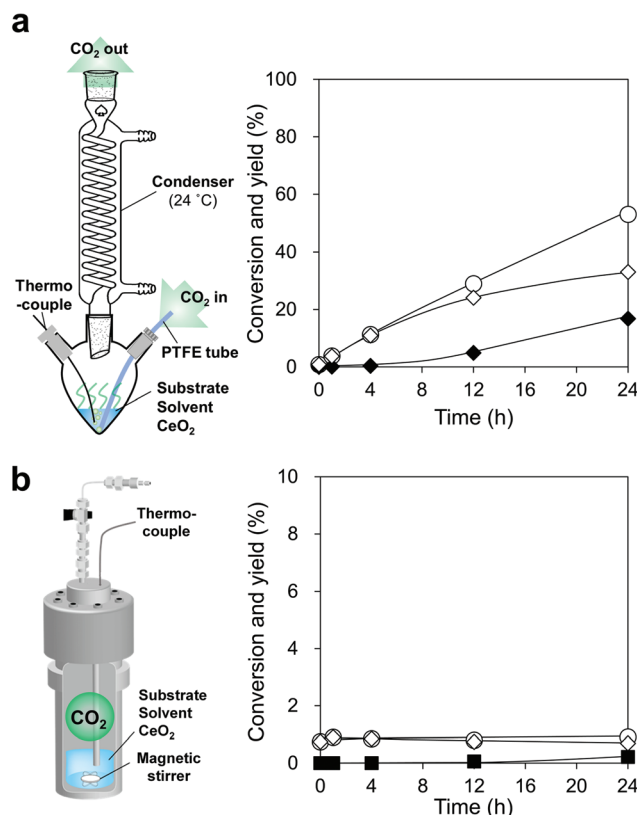 a
CO₂ out
Condenser
(24 ˚C)
Thermo
-couple
CO₂ in
PTFE tube
Substrate
Solvent
CeO₂
Conversion and yield (%)
100
80
60
40
20
0
0 4 8 12 16 20 24
Time (h)
b
Thermo-
couple
CO₂
Substrate
Solvent
CeO₂
Magnetic
stirrer
Conversion and yield (%)
10
8
6
4
2
0
0 4 8 12 16 20 24
Time (h)